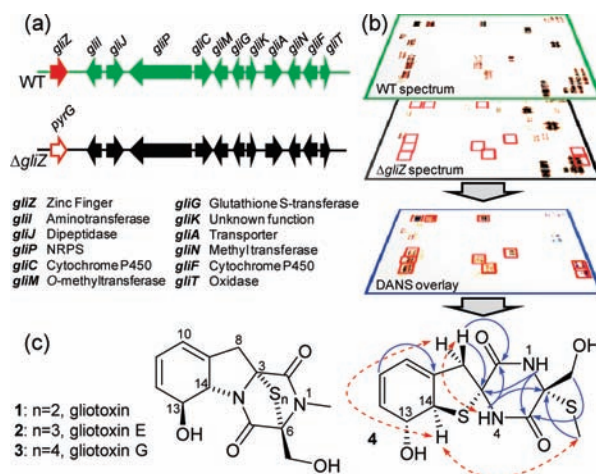 (a)
gliZ gliI gliJ gliP gliC gliM gliG gliK gliA gliN gliF gliT
WT
pyrG
ΔgliZ
gliZ Zinc Finger
gliI Aminotransferase
gliJ Dipeptidase
gliP NRPS
gliC Cytochrome P450
gliM O-methyltransferase
gliG Glutathione S-transferase
gliK Unknown function
gliA Transporter
gliN Methyltransferase
gliF Cytochrome P450
gliT Oxidase
(b)
WT spectrum
ΔgliZ spectrum
DANS overlay
(c)
10
8
O
3
14
N
S n
1
N
13
6
HO
O
OH
1: n=2, gliotoxin
2: n=3, gliotoxin E
3: n=4, gliotoxin G
H H O 1 NH OH
14
13
S
HN
4
S
H
O
OH
H
4